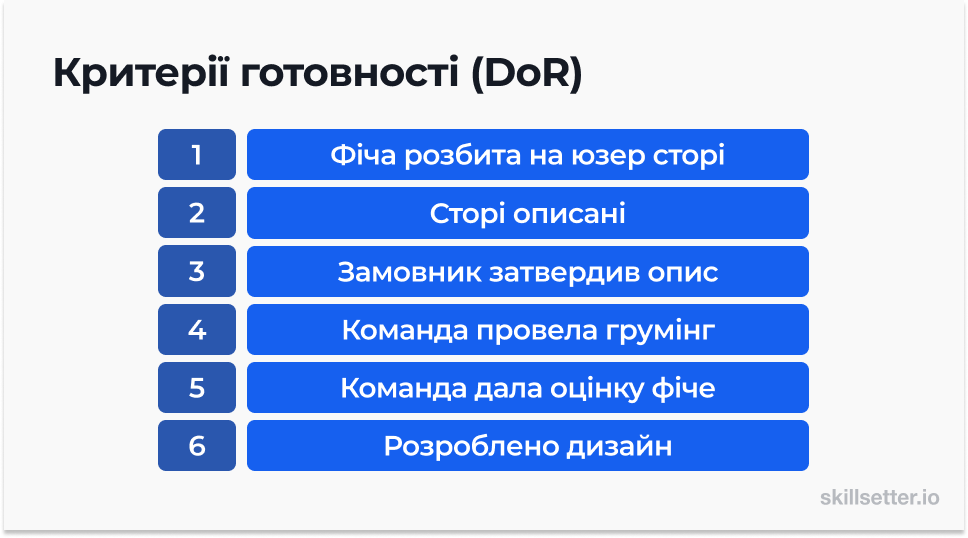 Критерії готовності (DoR)
1 Фіча розбита на юзер сторі
2 Сторі описані
3 Замовник затвердив опис
4 Команда провела грумінг
5 Команда дала оцінку фіче
6 Розроблено дизайн
skillsetter.io